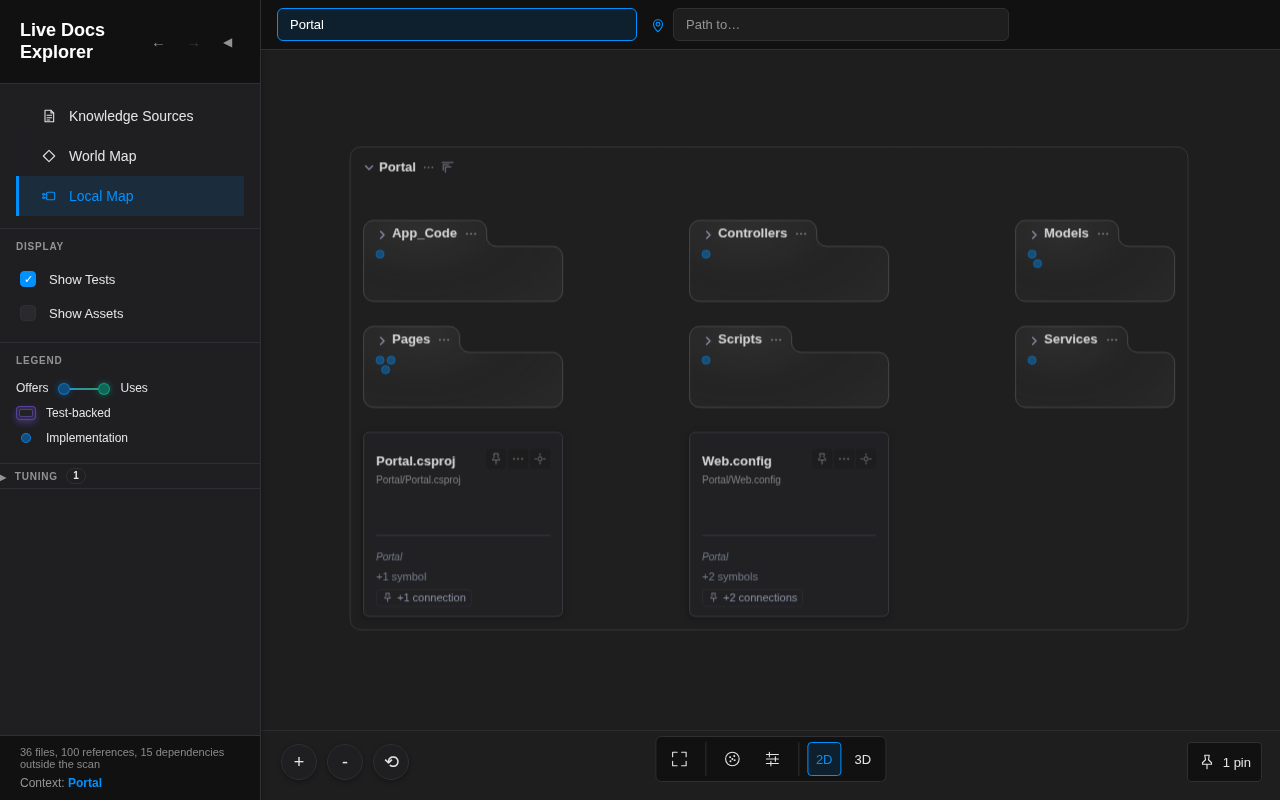 Live Docs
Explorer
← → ◀
Portal
Path to…
Knowledge Sources
World Map
Local Map
DISPLAY
Show Tests
Show Assets
LEGEND
Offers Uses
Test-backed
Implementation
TUNING 1
36 files, 100 references, 15 dependencies
outside the scan
Context: Portal
Portal ···
App_Code ···
Controllers ···
Models ···
Pages ···
Scripts ···
Services ···
Portal.csproj
Portal/Portal.csproj
Portal
+1 symbol
+1 connection
Web.config
Portal/Web.config
Portal
+2 symbols
+2 connections
+ - ⟲
2D 3D
1 pin